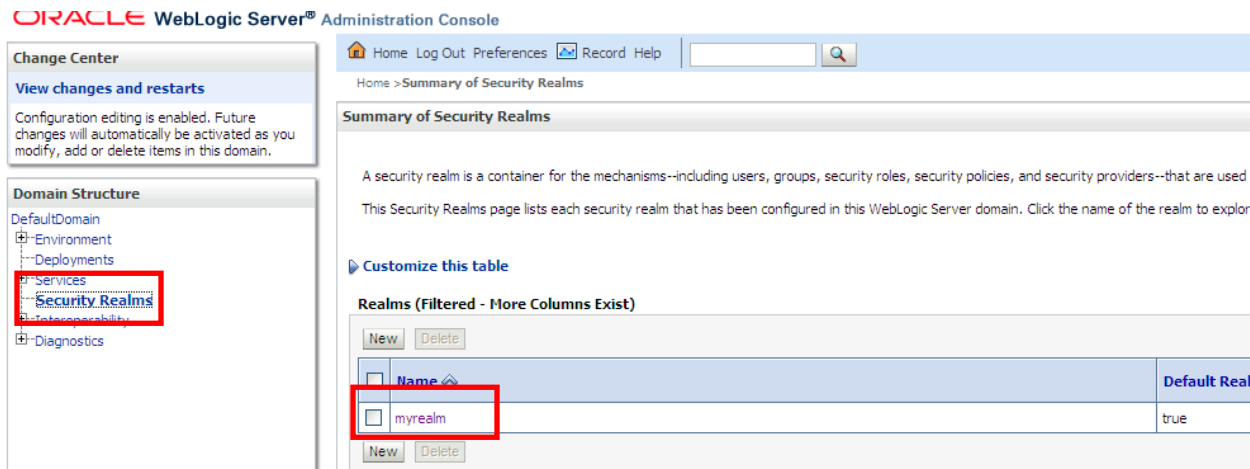 ORACLE WebLogic Server® Administration Console
Change Center
View changes and restarts
Configuration editing is enabled. Future
changes will automatically be activated as you
modify, add or delete items in this domain.
Domain Structure
DefaultDomain
Environment
Deployments
Services
Security Realms
Interoperability
Diagnostics
Home Log Out Preferences Record Help
Home >Summary of Security Realms
Summary of Security Realms
A security realm is a container for the mechanisms--including users, groups, security roles, security policies, and security providers--that are used
This Security Realms page lists each security realm that has been configured in this WebLogic Server domain. Click the name of the realm to explor
Customize this table
Realms (Filtered - More Columns Exist)
New Delete
Name Default Real
myrealm true
New Delete